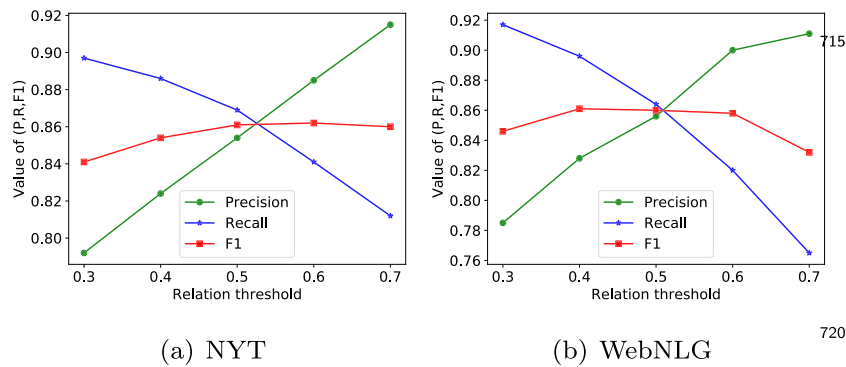 0.92
0.90
0.88
0.86
0.84
0.82
0.80
Value of (P,R,F1)
Precision
Recall
F1
0.3 0.4 0.5 0.6 0.7
Relation threshold
(a) NYT
0.92
0.90
0.88
0.86
0.84
0.82
0.80
0.78
0.76
Value of (P,R,F1)
Precision
Recall
F1
0.3 0.4 0.5 0.6 0.7
Relation threshold
(b) WebNLG
715
720